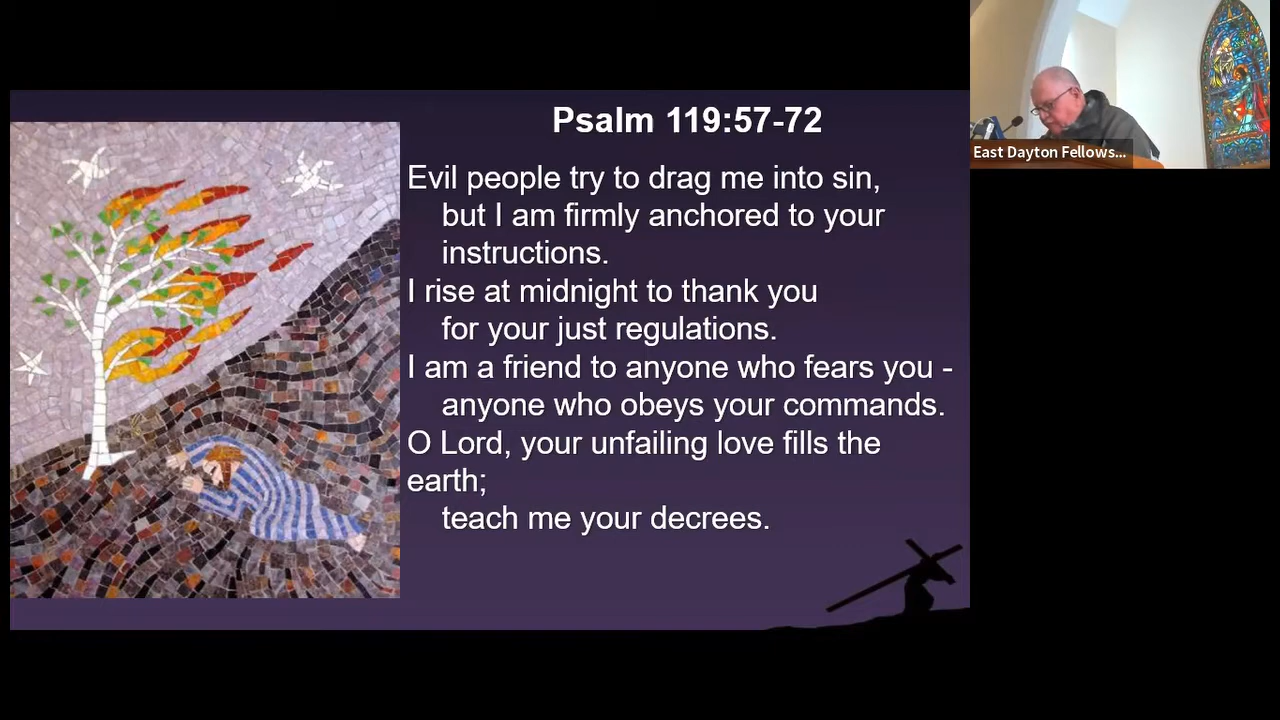 Psalm 119:57-72
Evil people try to drag me into sin,
but I am firmly anchored to your
instructions.
I rise at midnight to thank you
for your just regulations.
I am a friend to anyone who fears you -
anyone who obeys your commands.
O Lord, your unfailing love fills the
earth;
teach me your decrees.
East Dayton Fellows...